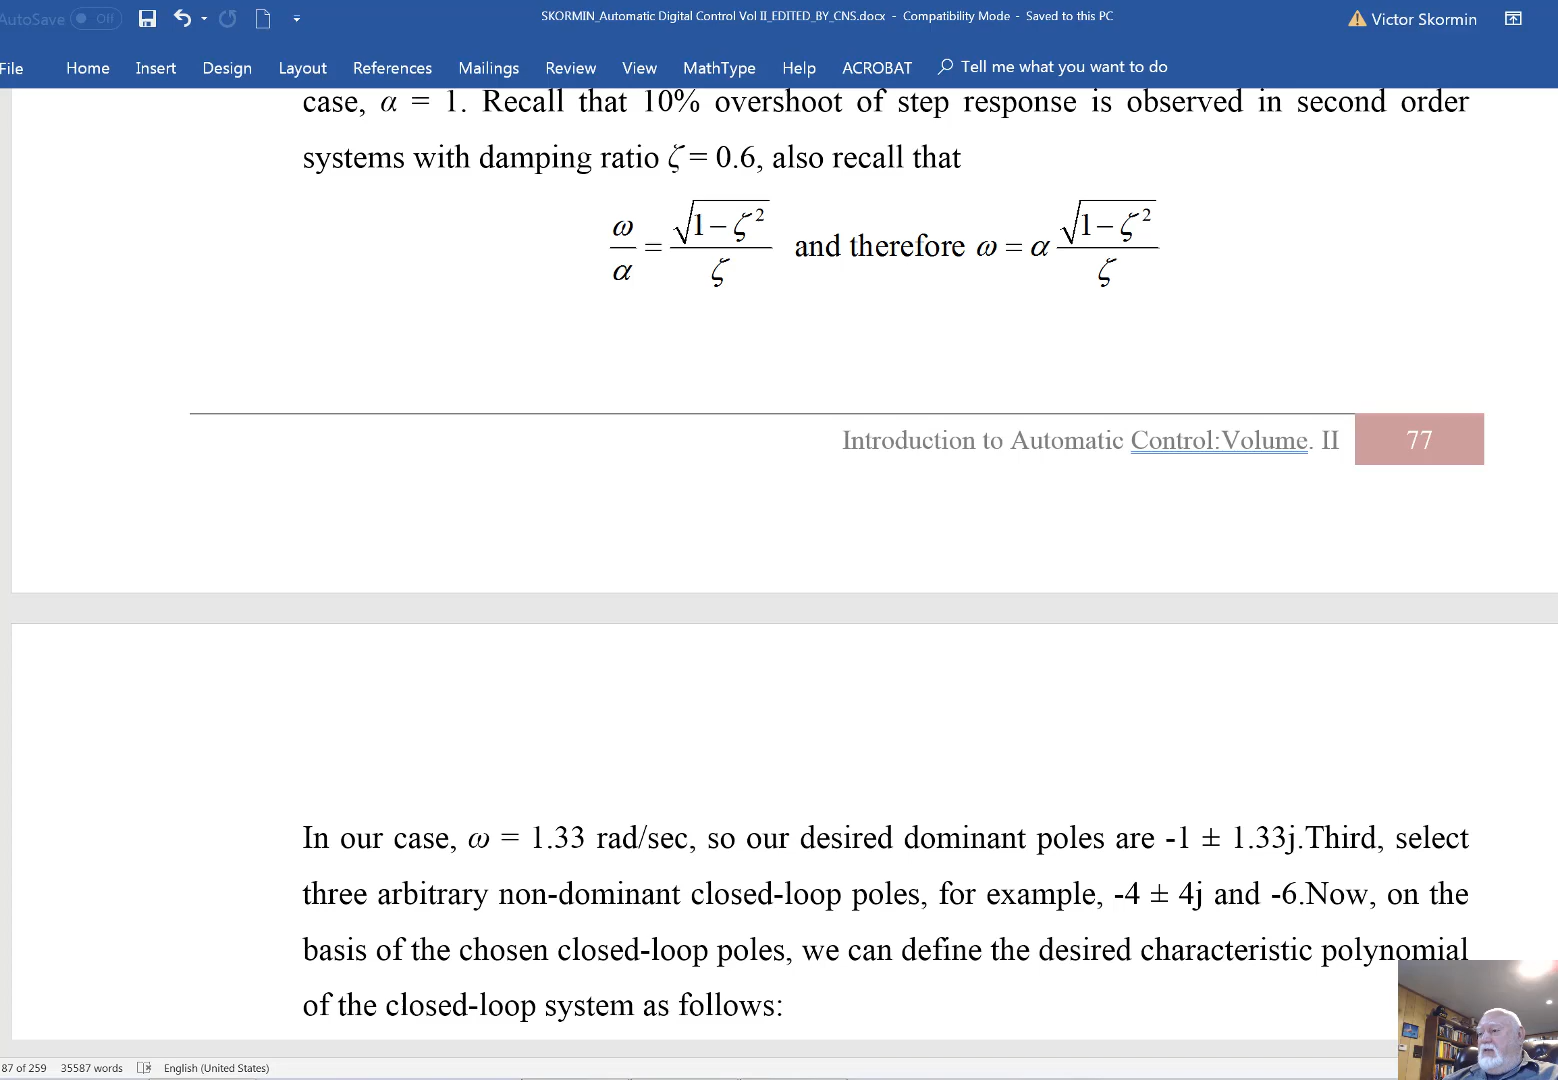 AutoSave Off
SKORMIN_Automatic Digital Control Vol II_EDITED_BY_CNS.docx - Compatibility Mode - Saved to this PC
Victor Skormin
File Home Insert Design Layout References Mailings Review View MathType Help ACROBAT Tell me what you want to do
case, α = 1. Recall that 10% overshoot of step response is observed in second order
systems with damping ratio ζ = 0.6, also recall that
ω/α = √(1−ζ²)/ζ and therefore ω = α √(1−ζ²)/ζ
Introduction to Automatic Control:Volume. II 77
In our case, ω = 1.33 rad/sec, so our desired dominant poles are -1 ± 1.33j.Third, select
three arbitrary non-dominant closed-loop poles, for example, -4 ± 4j and -6.Now, on the
basis of the chosen closed-loop poles, we can define the desired characteristic polynomial
of the closed-loop system as follows:
87 of 259 35587 words English (United States)